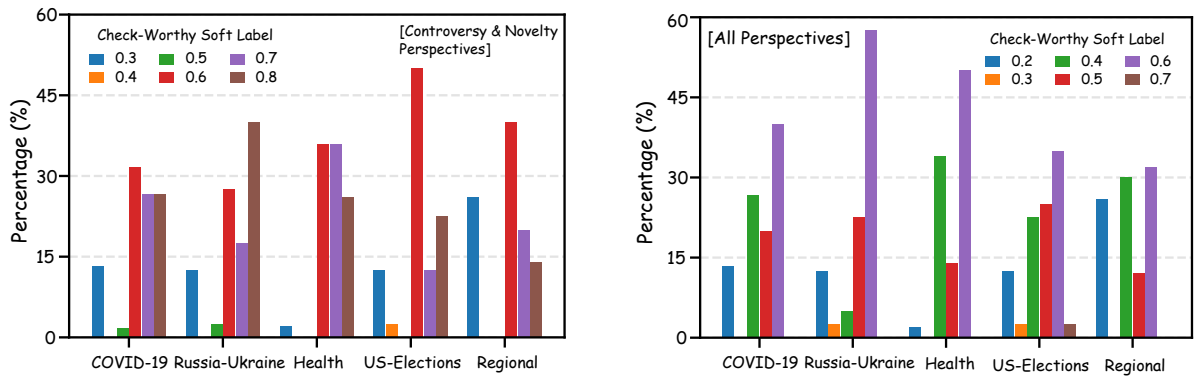 60
45
30
15
0
Percentage (%)
Check-Worthy Soft Label
0.3 0.5 0.7
0.4 0.6 0.8
[Controversy & Novelty
Perspectives]
COVID-19 Russia-Ukraine Health US-Elections Regional
60
45
30
15
0
Percentage (%)
[All Perspectives]
Check-Worthy Soft Label
0.2 0.4 0.6
0.3 0.5 0.7
COVID-19 Russia-Ukraine Health US-Elections Regional